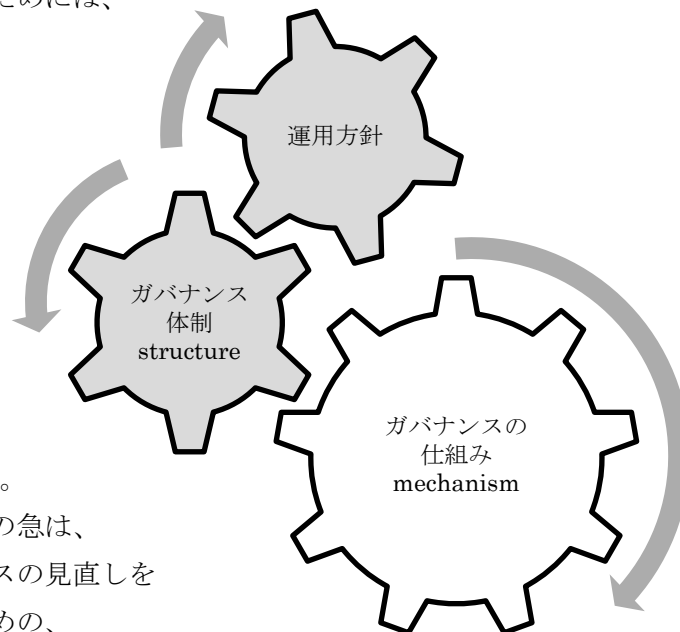 ためには、
運用方針
ガバナンス
体制
structure
ガバナンスの
仕組み
mechanism
。
の急は、
スの見直しを
めの、